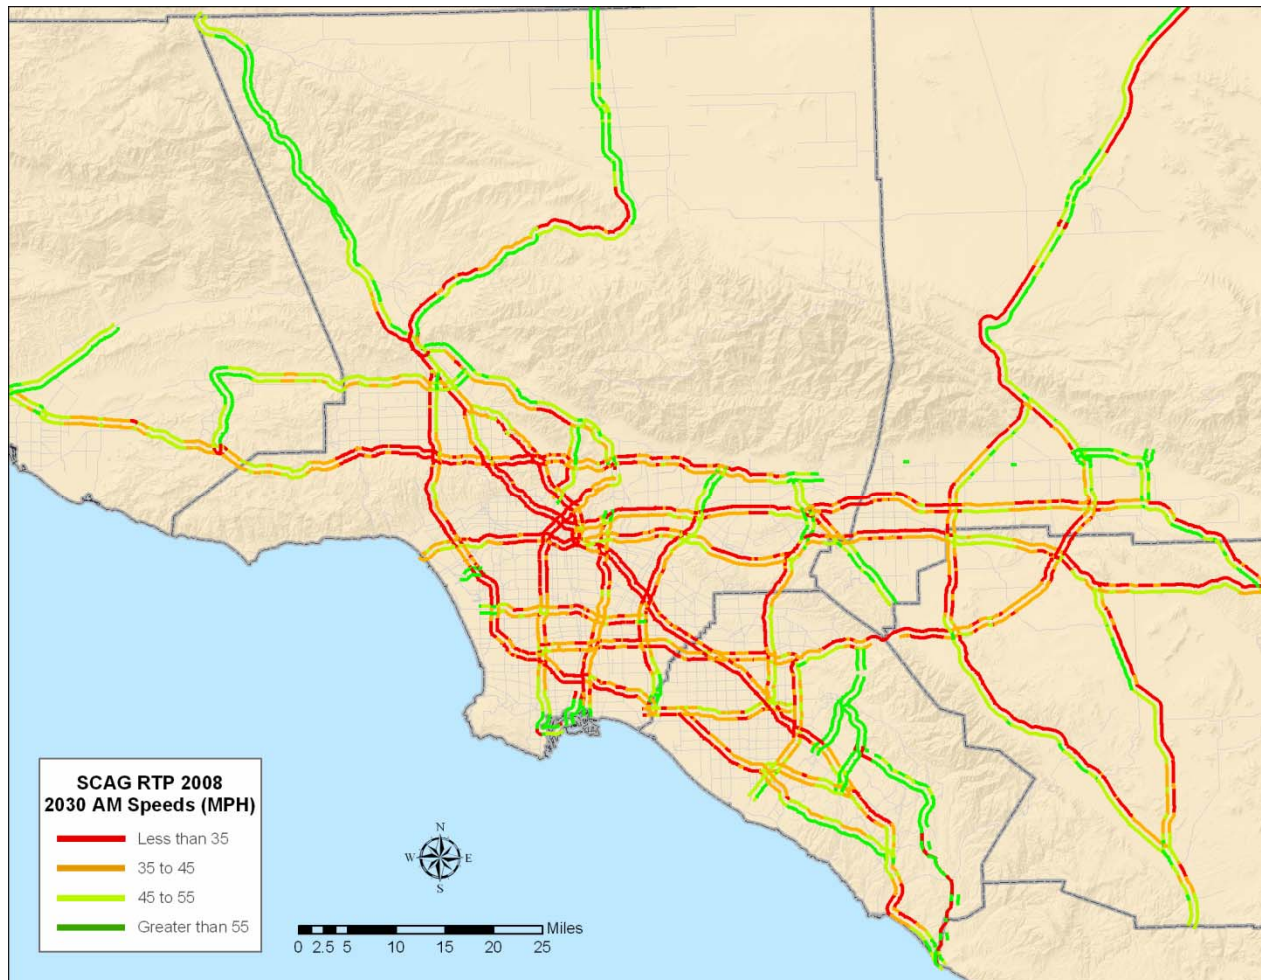 SCAG RTP 2008
2030 AM Speeds (MPH)
Less than 35
35 to 45
45 to 55
Greater than 55
N
W E
S
Miles
0 2.5 5 10 15 20 25